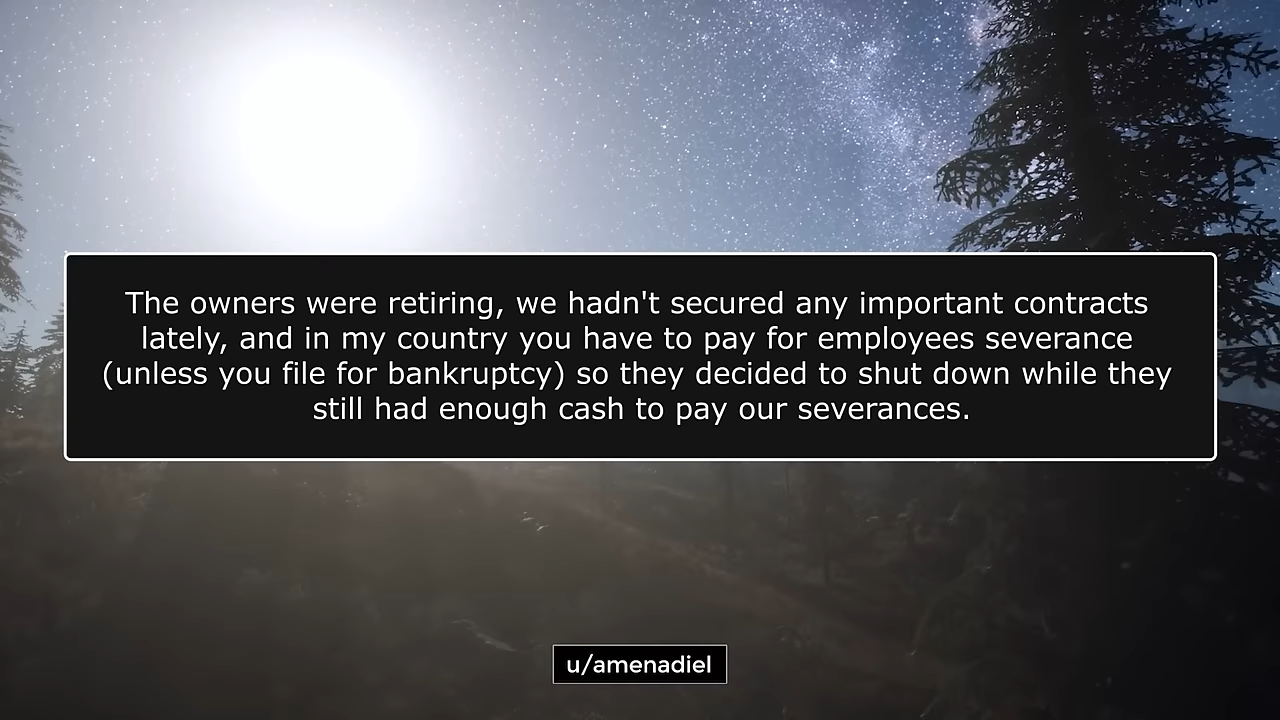 The owners were retiring, we hadn't secured any important contracts
lately, and in my country you have to pay for employees severance
(unless you file for bankruptcy) so they decided to shut down while they
still had enough cash to pay our severances.
u/amenadiel